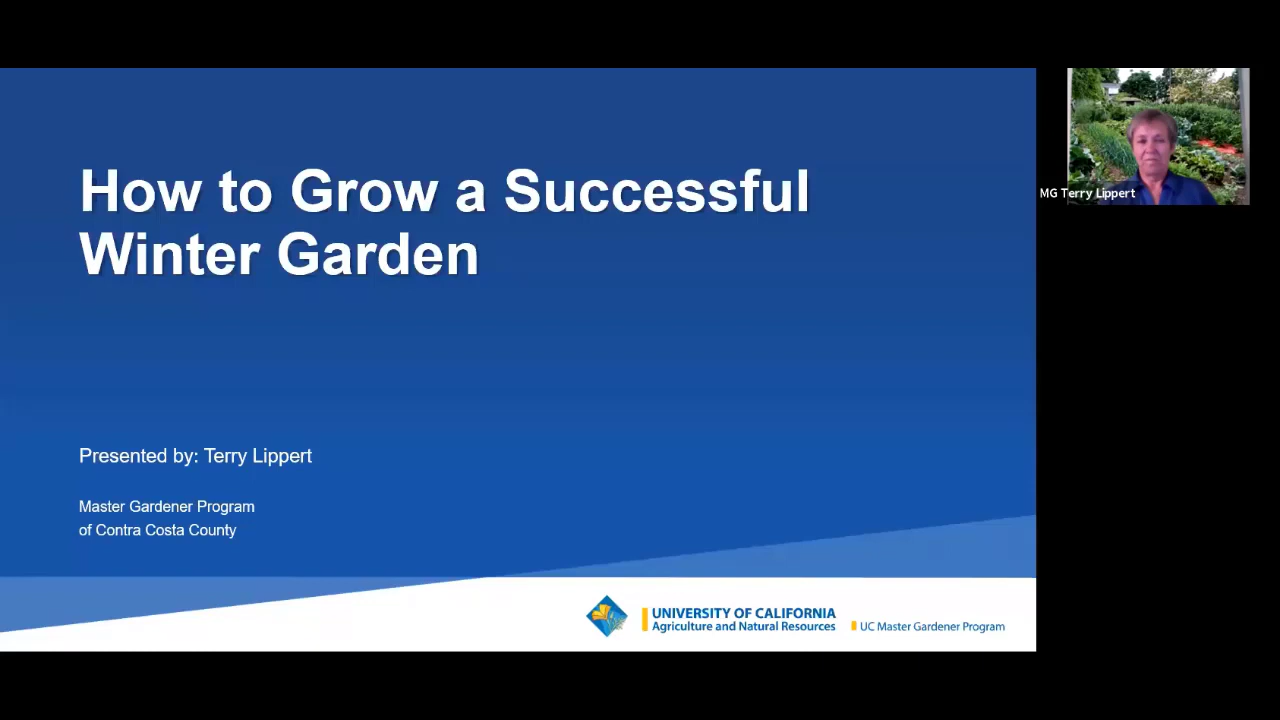 How to Grow a Successful
Winter Garden
Presented by: Terry Lippert
Master Gardener Program
of Contra Costa County
UNIVERSITY OF CALIFORNIA
Agriculture and Natural Resources
UC Master Gardener Program
MG Terry Lippert